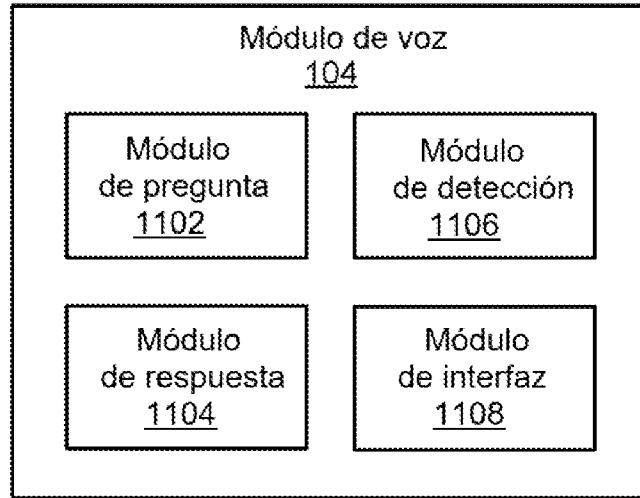 Módulo de voz
104
Módulo
de pregunta
1102
Módulo
de detección
1106
Módulo
de respuesta
1104
Módulo
de interfaz
1108